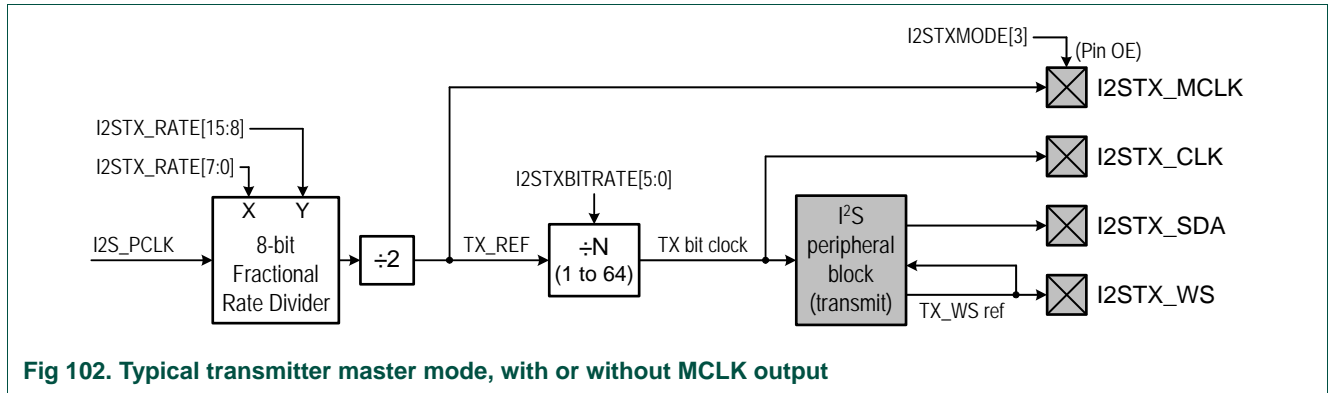 I2STXMODE[3]
(Pin OE)
I2STX_MCLK
I2STX_RATE[15:8]
I2STX_RATE[7:0]
I2STX_CLK
I2STXBITRATE[5:0]
X Y
8-bit
Fractional
Rate Divider
I2S_PCLK
÷2
TX_REF
÷N
(1 to 64)
TX bit clock
I²S
peripheral
block
(transmit)
I2STX_SDA
I2STX_WS
TX_WS ref
Fig 102. Typical transmitter master mode, with or without MCLK output